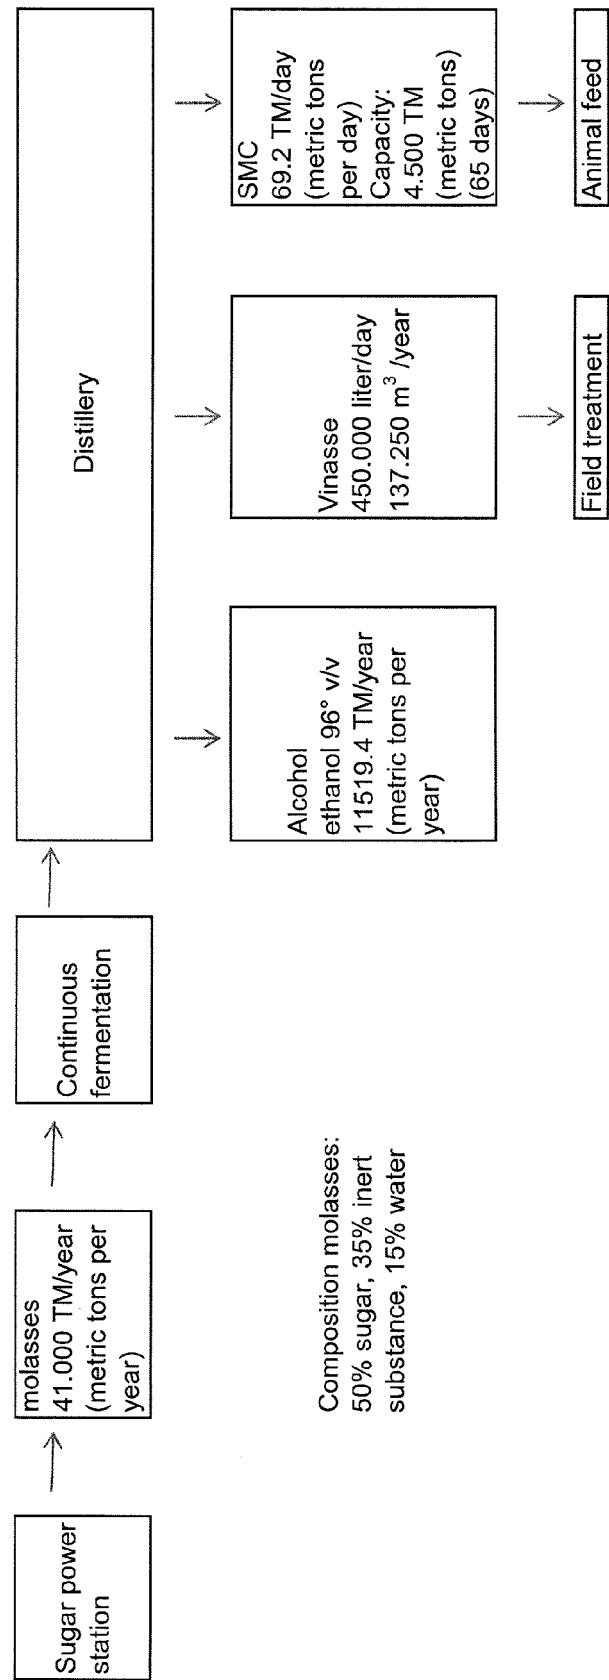 Sugar power
station
molasses
41.000 TM/year
(metric tons per
year)
Continuous
fermentation
Distillery
Composition molasses:
50% sugar, 35% inert
substance, 15% water
Alcohol
ethanol 96° v/v
11519.4 TM/year
(metric tons per
year)
Vinasse
450.000 liter/day
137.250 m³ /year
SMC
69.2 TM/day
(metric tons
per day)
Capacity:
4.500 TM
(metric tons)
(65 days)
Field treatment
Animal feed